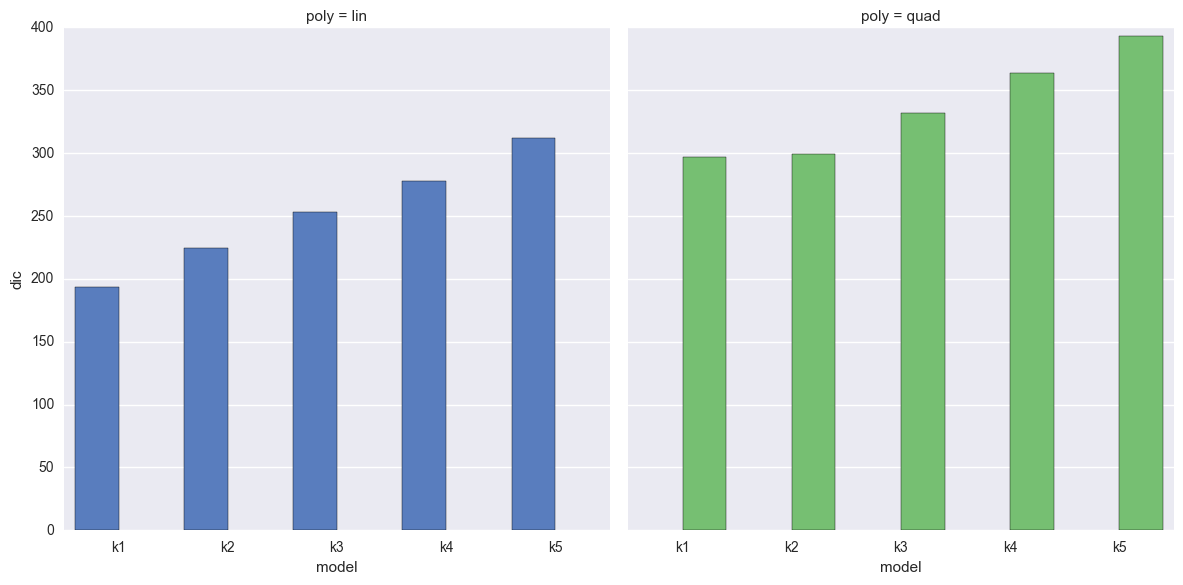 poly = lin
poly = quad
400
350
300
250
200
150
100
50
0
dic
k1 k2 k3 k4 k5
k1 k2 k3 k4 k5
model
model